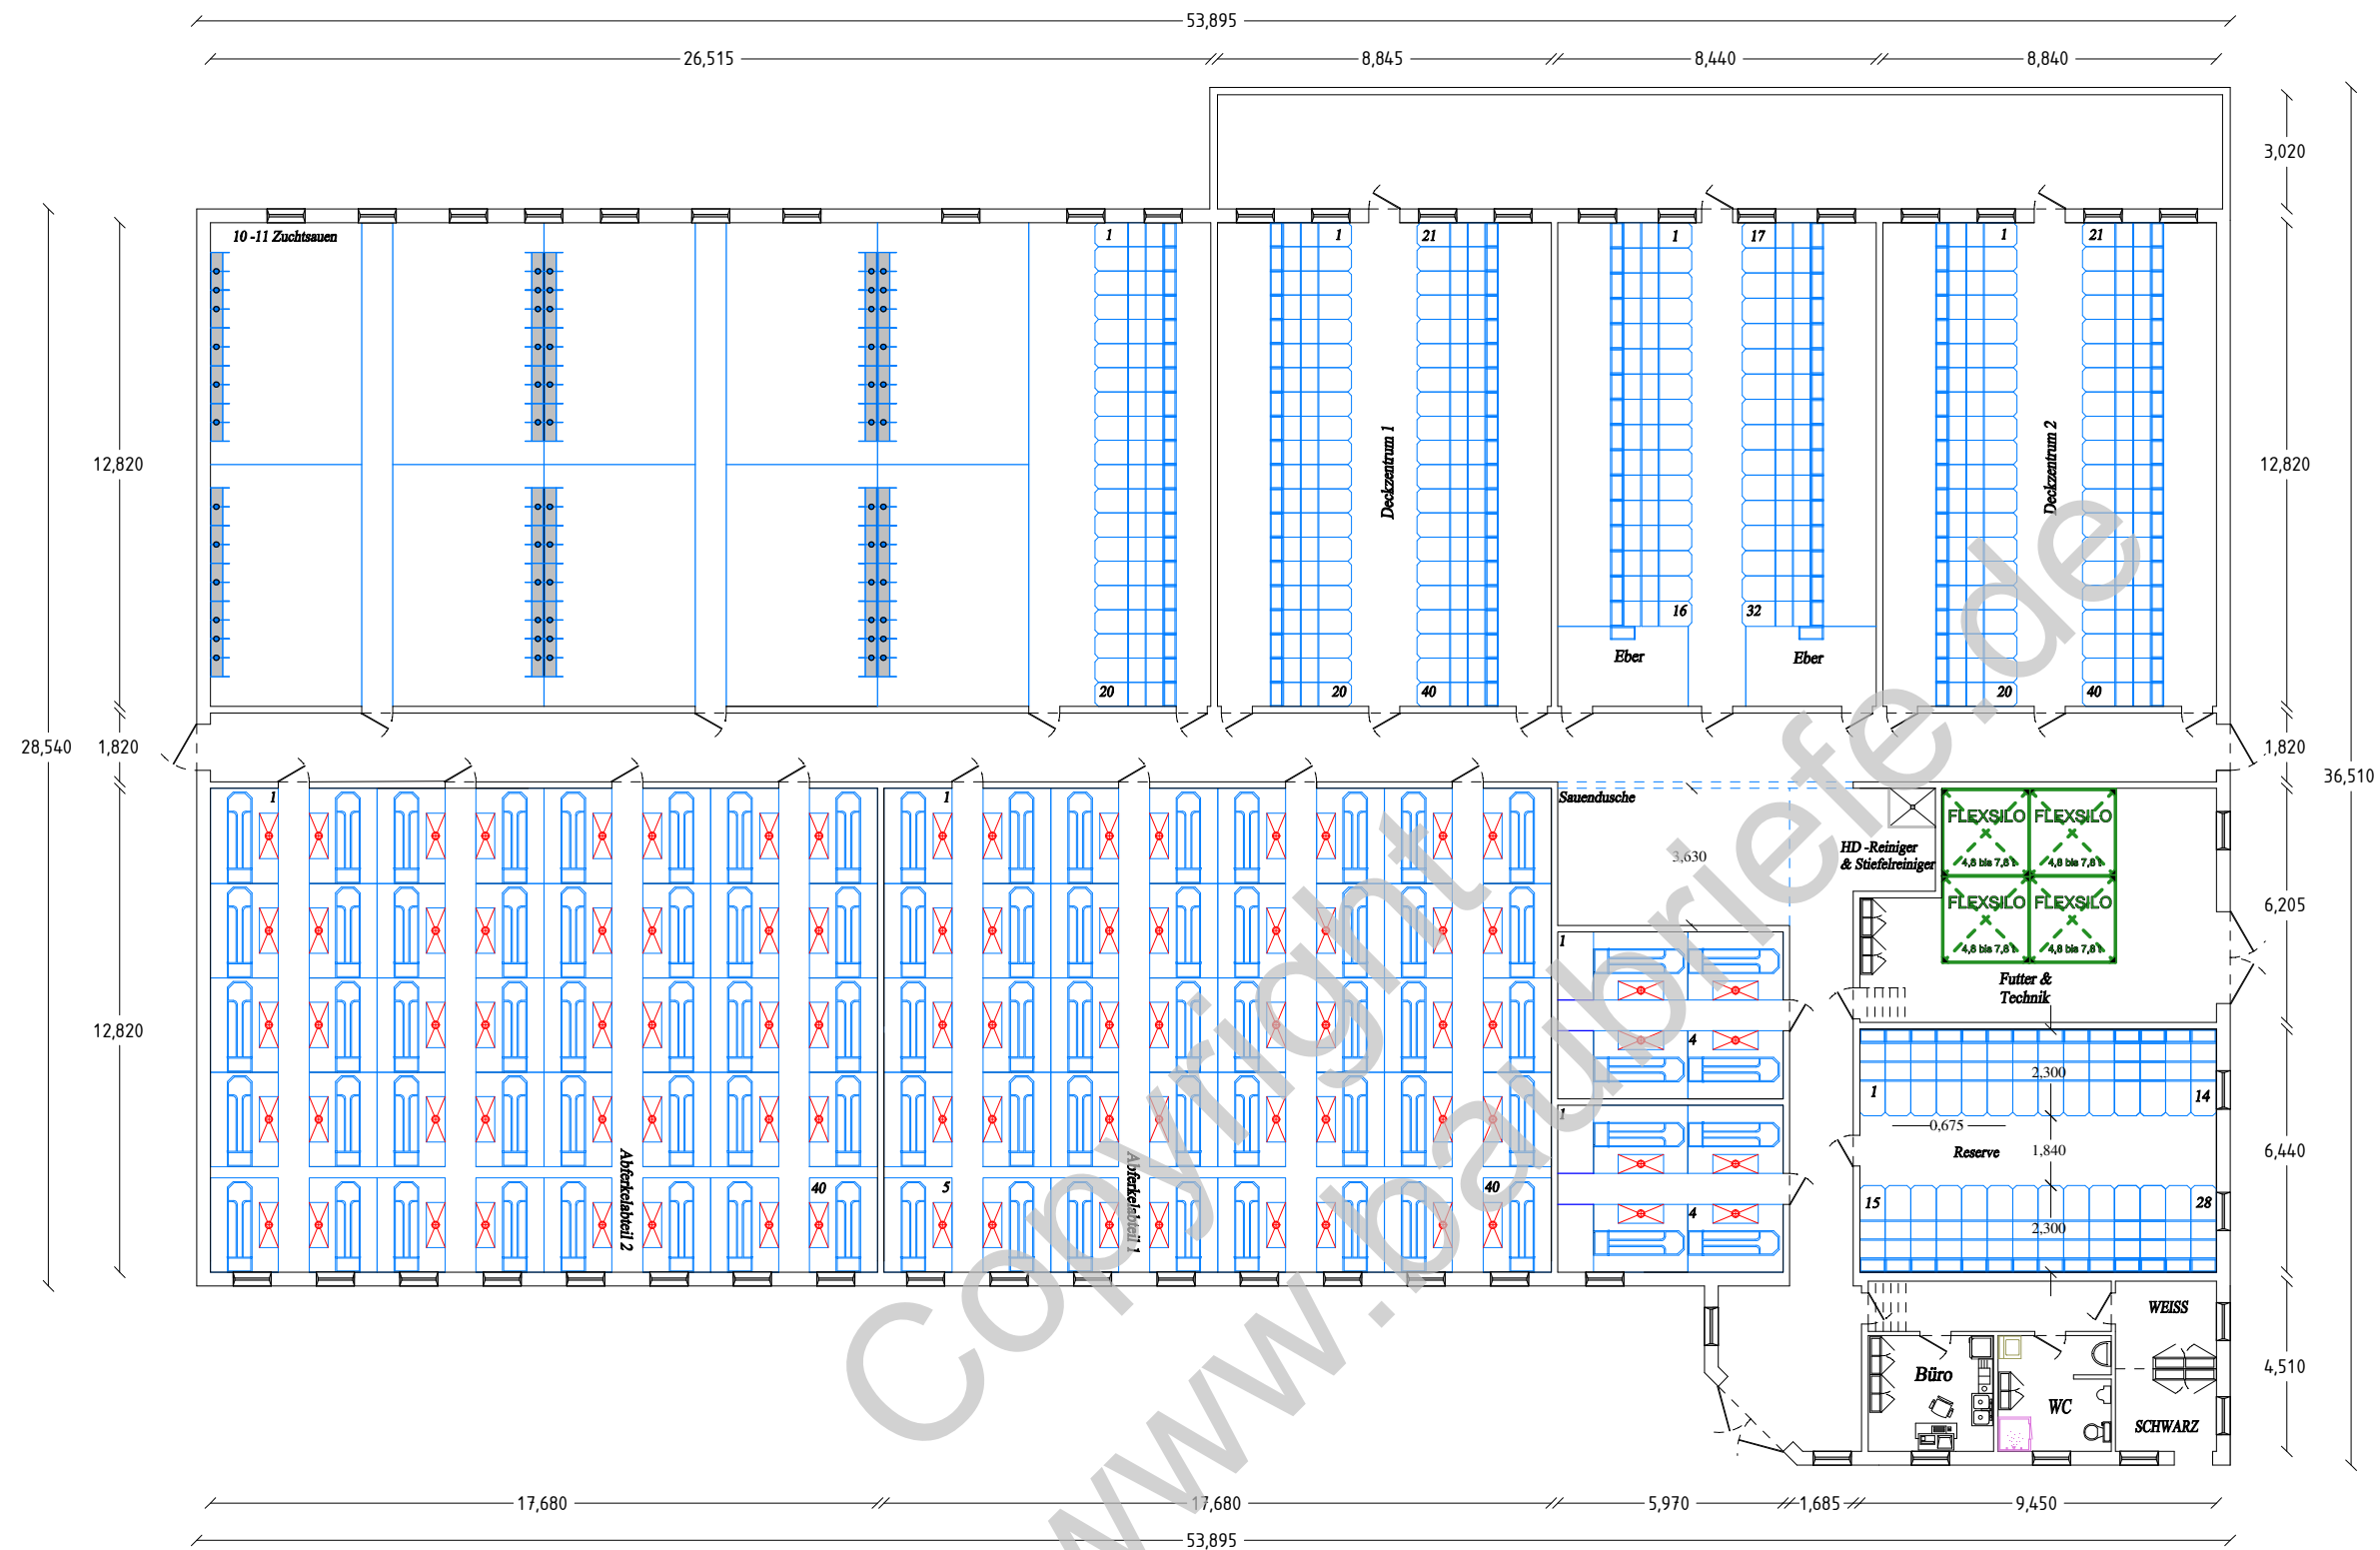 53,895
26,515
8,845
8,440
8,840
3,020
10 -11 Zuchtsauen
1
1
21
1
17
1
21
12,820
Deckzentrum 1
Deckzentrum 2
12,820
16
32
Eber
Eber
20
20
40
20
40
28,540
1,820
1,820
36,510
1
1
Sauendusche
FLEXSILO
FLEXSILO
HD -Reiniger
& Stiefelreiniger
3,630
4,8 bis 7,8 t
4,8 bis 7,8 t
FLEXSILO
FLEXSILO
6,205
1
4,8 bis 7,8 t
4,8 bis 7,8 t
Futter &
Technik
12,820
4
2,300
1
14
1
0,675
Reserve
1,840
6,440
Abferkelabteil 2
Abferkelabteil 1
40
5
40
4
15
28
2,300
WEISS
Büro
4,510
WC
SCHWARZ
17,680
17,680
5,970
1,685
9,450
53,895
Copyright
www.baubriefe.de